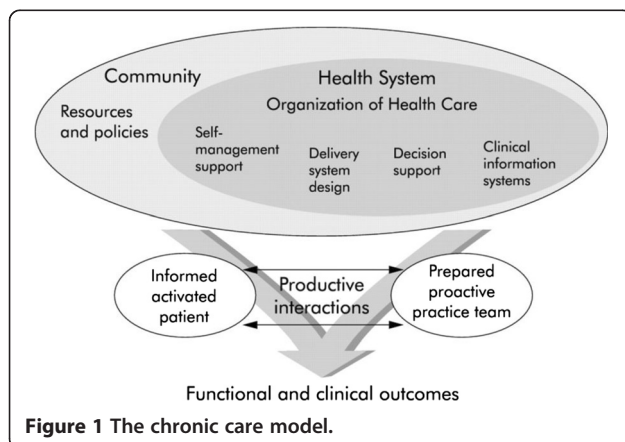 Community
Resources
and policies
Health System
Organization of Health Care
Self-
management
support
Delivery
system
design
Decision
support
Clinical
information
systems
Informed
activated
patient
Productive
interactions
Prepared
proactive
practice team
Functional and clinical outcomes
Figure 1 The chronic care model.